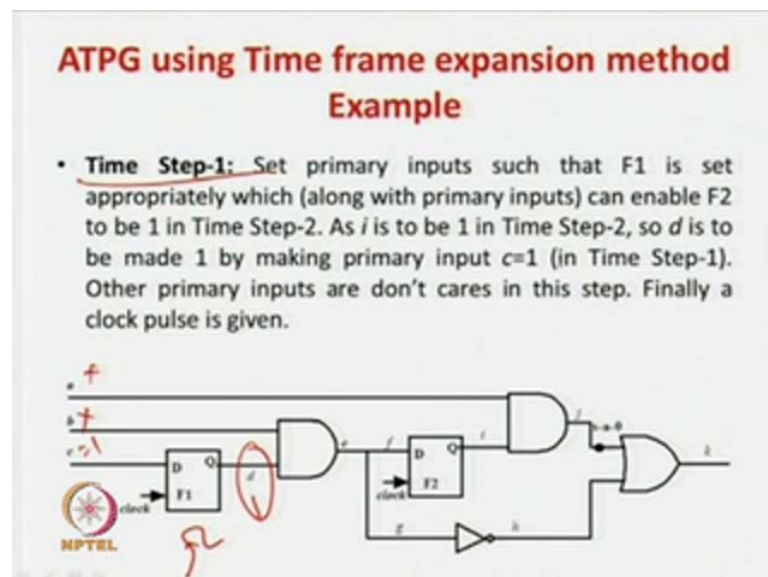 ATPG using Time frame expansion method
Example
• Time Step-1: Set primary inputs such that F1 is set
appropriately which (along with primary inputs) can enable F2
to be 1 in Time Step-2. As i is to be 1 in Time Step-2, so d is to
be made 1 by making primary input c=1 (in Time Step-1).
Other primary inputs are don't cares in this step. Finally a
clock pulse is given.
a
b
c =1
D Q
F1
clock
d
e
f
D Q
F2
clock
i
j
s-a-0
k
g
h
NPTEL